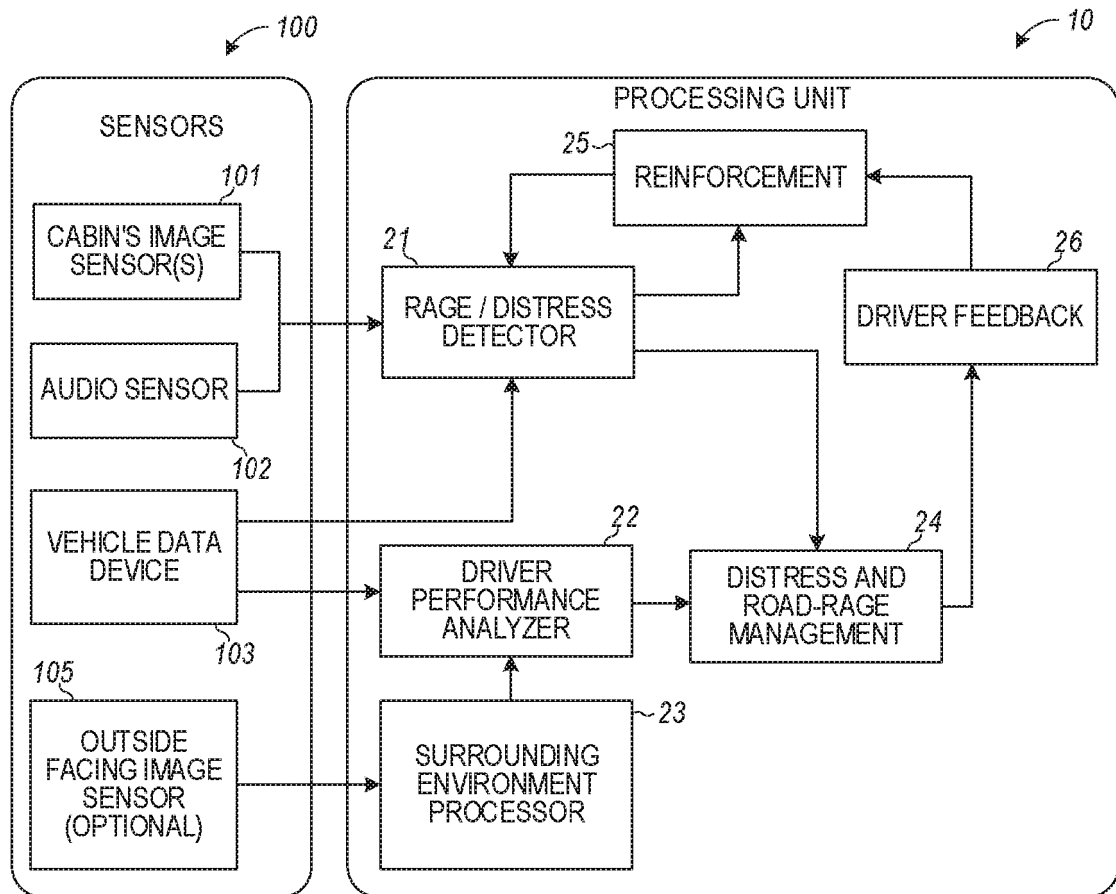 100
10
SENSORS
PROCESSING UNIT
101
CABIN'S IMAGE
SENSOR(S)
AUDIO SENSOR
102
VEHICLE DATA
DEVICE
103
105
OUTSIDE
FACING IMAGE
SENSOR
(OPTIONAL)
25
REINFORCEMENT
21
RAGE / DISTRESS
DETECTOR
26
DRIVER FEEDBACK
22
DRIVER
PERFORMANCE
ANALYZER
24
DISTRESS AND
ROAD-RAGE
MANAGEMENT
23
SURROUNDING
ENVIRONMENT
PROCESSOR